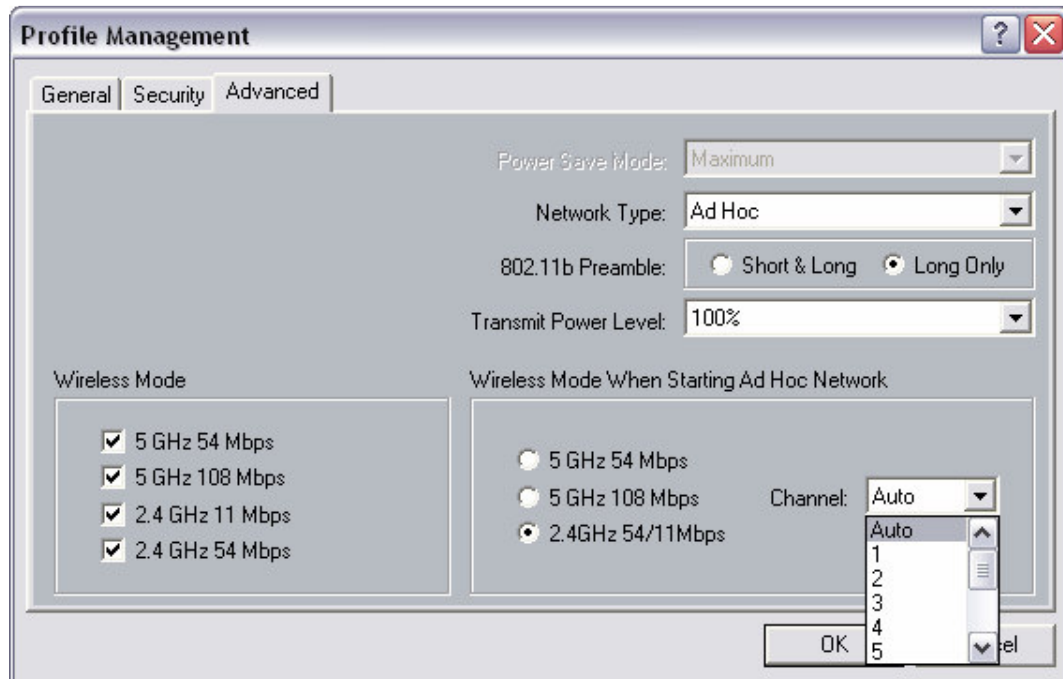 Profile Management
General Security Advanced
Power Save Mode: Maximum
Network Type: Ad Hoc
802.11b Preamble: Short & Long Long Only
Transmit Power Level: 100%
Wireless Mode
5 GHz 54 Mbps
5 GHz 108 Mbps
2.4 GHz 11 Mbps
2.4 GHz 54 Mbps
Wireless Mode When Starting Ad Hoc Network
5 GHz 54 Mbps
5 GHz 108 Mbps
2.4GHz 54/11Mbps
Channel: Auto
Auto
1
2
3
4
5
OK